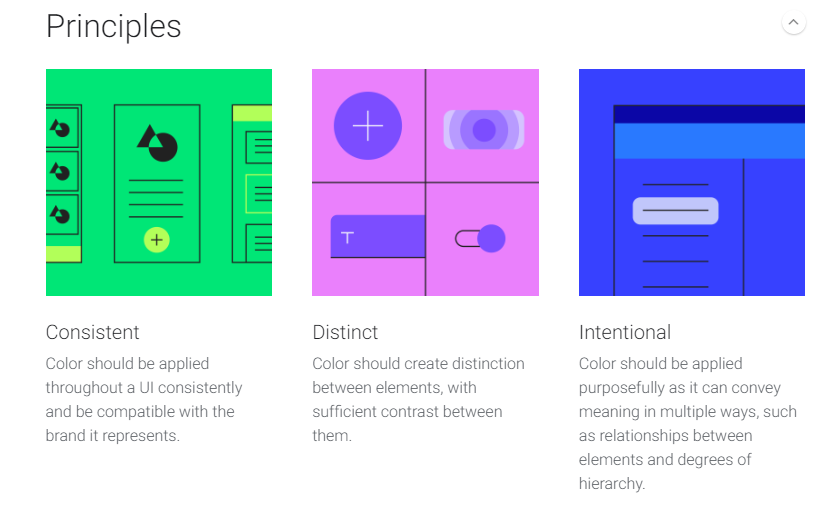 Principles
Consistent
Color should be applied
throughout a UI consistently
and be compatible with the
brand it represents.
T
Distinct
Color should create distinction
between elements, with
sufficient contrast between
them.
Intentional
Color should be applied
purposefully as it can convey
meaning in multiple ways, such
as relationships between
elements and degrees of
hierarchy.